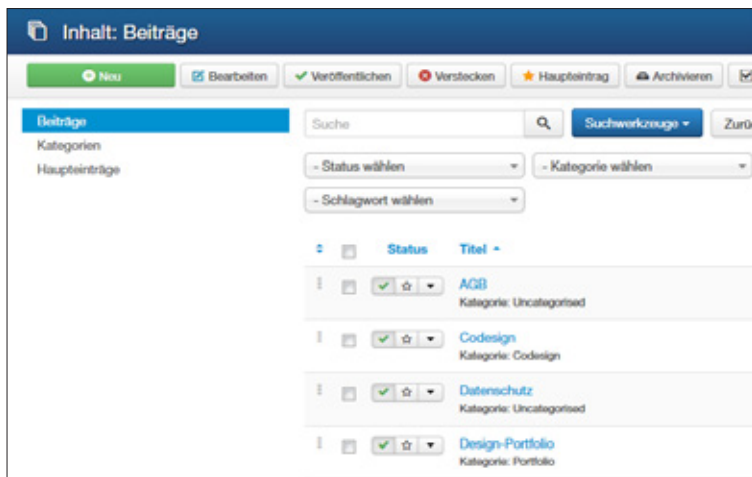 Inhalt: Beiträge
Neu Bearbeiten Veröffentlichen Verstecken Haupteintrag Archivieren
Beiträge
Kategorien
Haupteinträge
Suche Suchwerkzeuge Zurü
- Status wählen - Kategorie wählen
- Schlagwort wählen
Status Titel
AGB
Kategorie: Uncategorised
Codesign
Kategorie: Codesign
Datenschutz
Kategorie: Uncategorised
Design-Portfolio
Kategorie: Portfolio